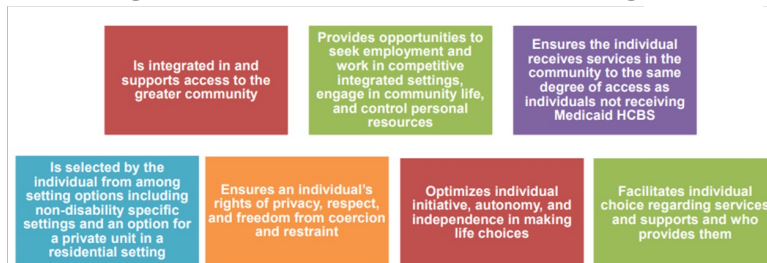 Is integrated in and
supports access to the
greater community
Provides opportunities to
seek employment and
work in competitive
integrated settings,
engage in community life,
and control personal
resources
Ensures the individual
receives services in the
community to the same
degree of access as
individuals not receiving
Medicaid HCBS
Is selected by the
individual from among
setting options including
non-disability specific
settings and an option for
a private unit in a
residential setting
Ensures an individual's
rights of privacy, respect,
and freedom from coercion
and restraint
Optimizes individual
initiative, autonomy, and
independence in making
life choices
Facilitates individual
choice regarding services
and supports and who
provides them